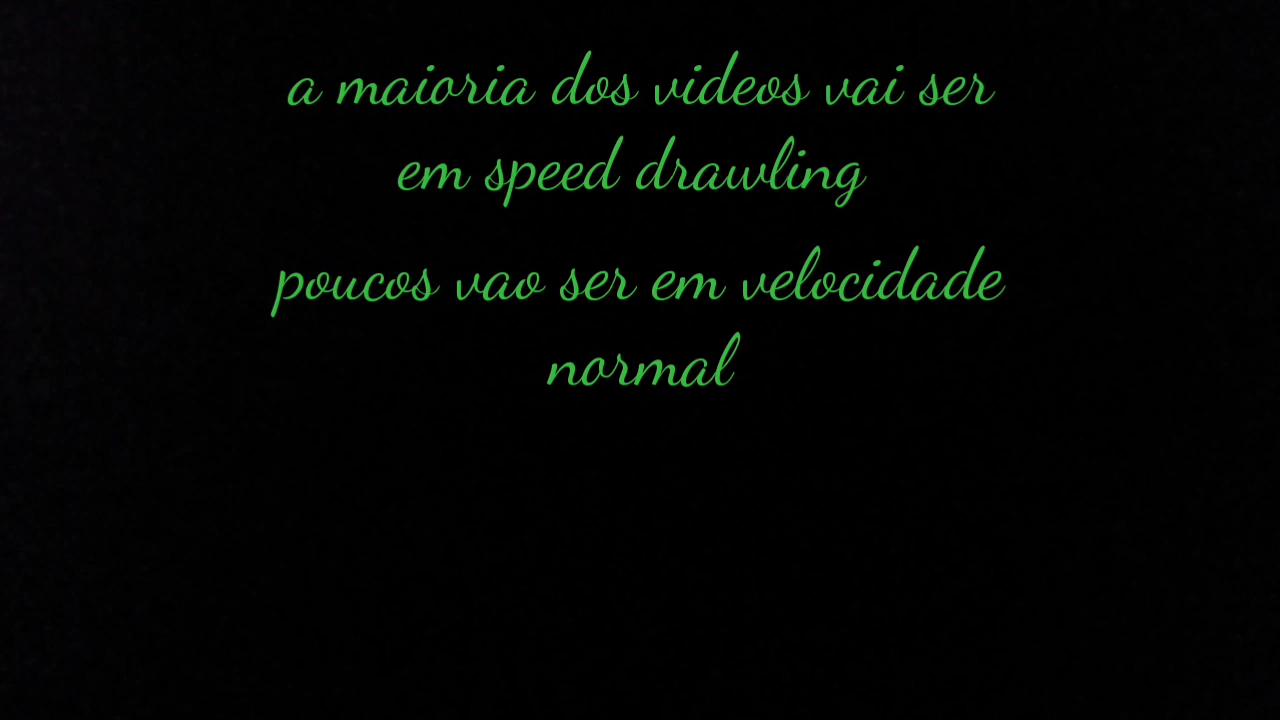 a maioria dos videos vai ser
em speed drawling
poucos vao ser em velocidade
normal